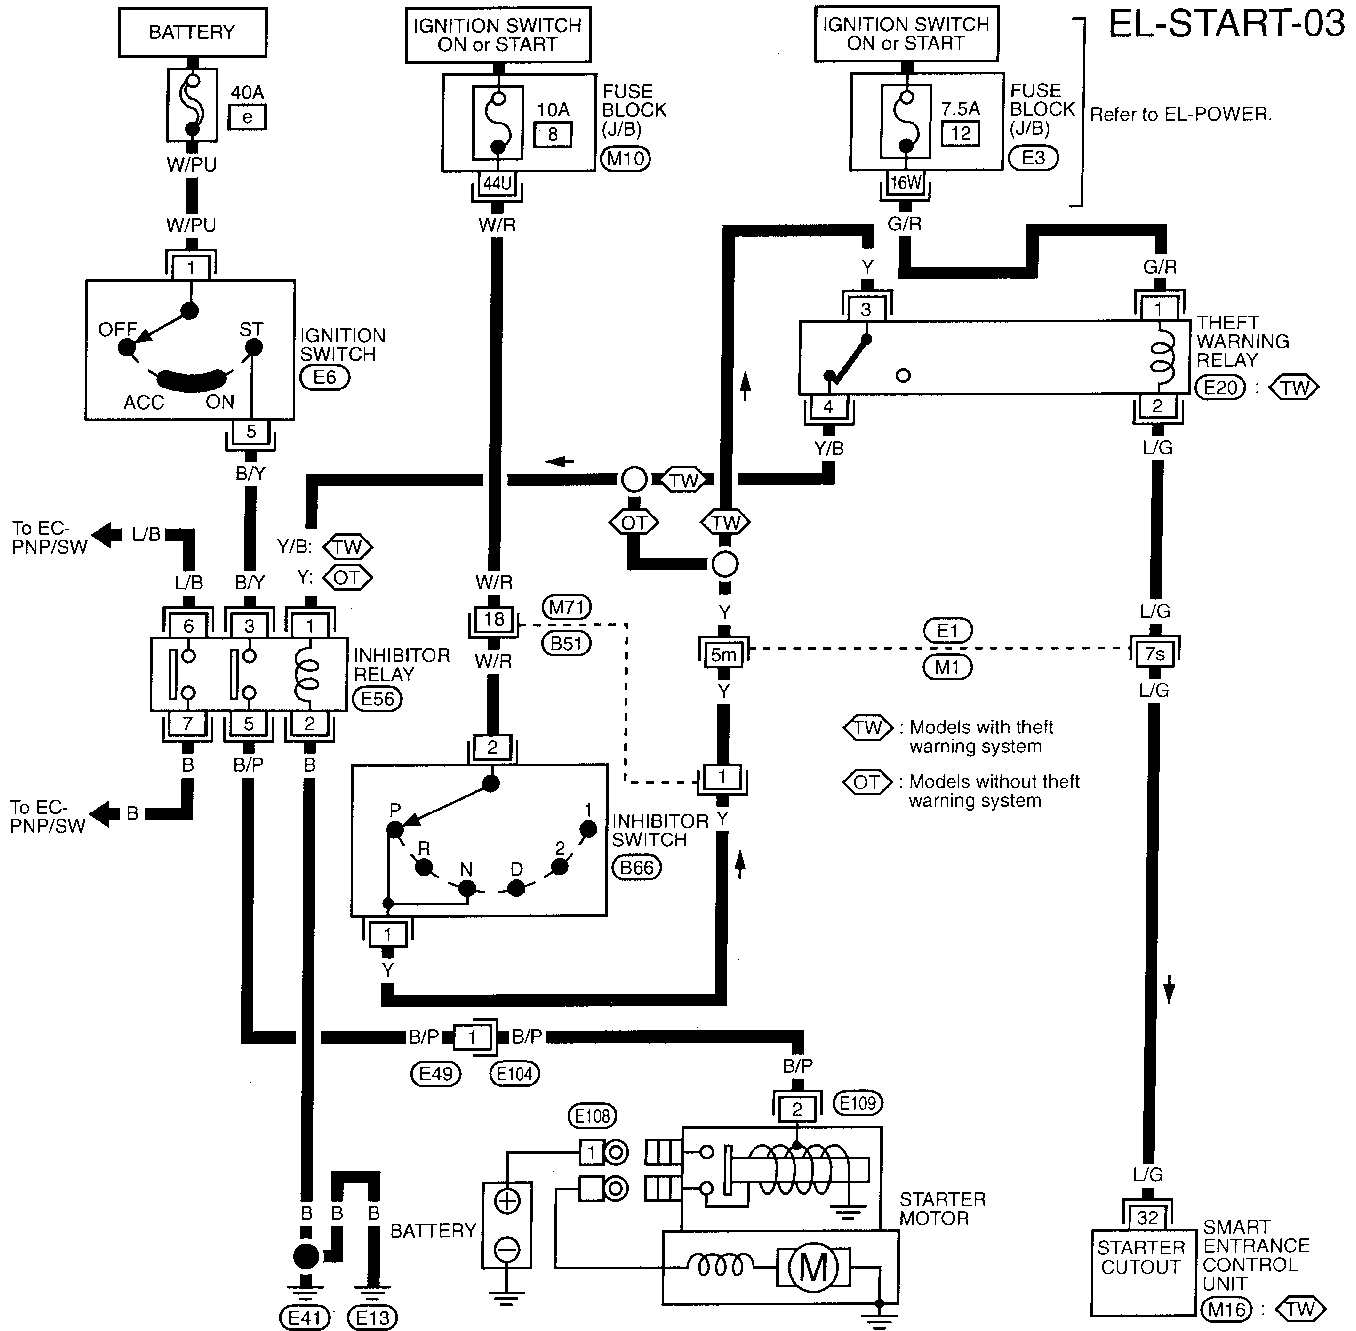 EL-START-03
BATTERY
IGNITION SWITCH
ON or START
IGNITION SWITCH
ON or START
40A
e
10A
8
FUSE
BLOCK
(J/B)
M10
7.5A
12
FUSE
BLOCK
(J/B)
E3
Refer to EL-POWER.
W/PU
44U
16W
W/PU
W/R
G/R
1
Y
G/R
3
1
OFF
ST
ACC
ON
IGNITION
SWITCH
E6
THEFT
WARNING
RELAY
E20 : TW
5
4
2
B/Y
Y/B
L/G
TW
OT
TW
To EC-
PNP/SW
L/B
Y/B: TW
Y: OT
L/B
B/Y
W/R
Y
L/G
6
3
1
18
M71
B51
5m
E1
M1
7s
INHIBITOR
RELAY
E56
W/R
Y
L/G
7
5
2
B
B/P
B
2
1
TW : Models with theft
warning system
OT : Models without theft
warning system
To EC-
PNP/SW
B
P
R
N
D
2
1
INHIBITOR
SWITCH
B66
Y
1
Y
B/P
1
B/P
E49
E104
B/P
2
E109
E108
1
BATTERY
STARTER
MOTOR
M
B
B
B
E41
E13
L/G
32
STARTER
CUTOUT
SMART
ENTRANCE
CONTROL
UNIT
M16 : TW